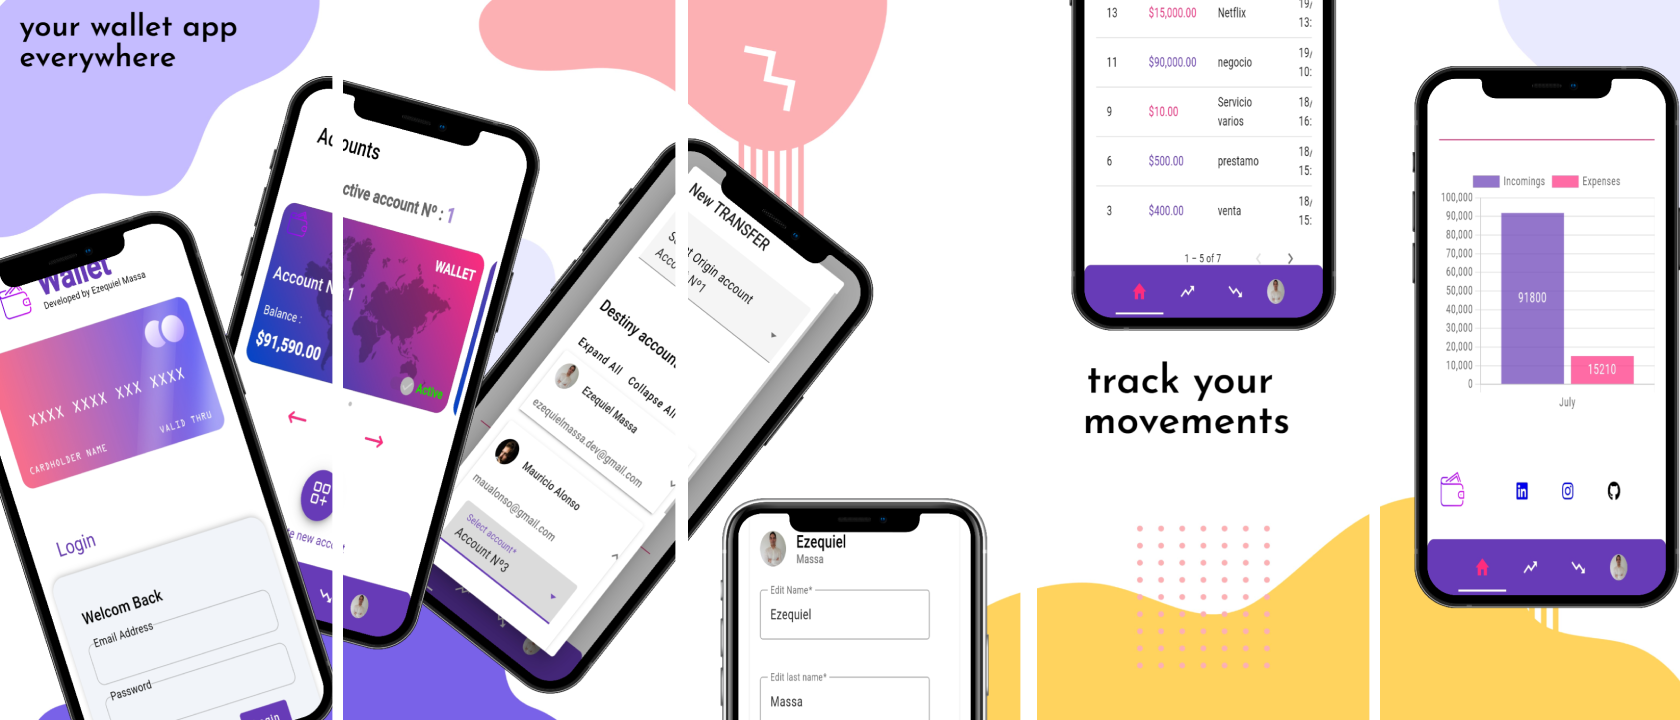 your wallet app
everywhere
Wallet
Developed by Ezequiel Massa
XXXX XXXX XXX XXXX
VALID THRU
CARDHOLDER NAME
Login
Welcom Back
Email Address
Password
Accounts
ctive account Nº : 1
WALLET
Account N 1
Balance :
$91,590.00
Active
e new acco
New TRANSFER
Select Origin account
Account Nº1
Destiny account
Expand All Collapse All
Ezequiel Massa
ezequielmassa.dev@gmail.com
Mauricio Alonso
maualonso@gmail.com
Select account*
Account Nº3
Ezequiel
Massa
Edit Name*
Ezequiel
Edit last name*
Massa
13 $15,000.00 Netflix 19/
13:
11 $90,000.00 negocio 19/
10:
9 $10.00 Servicio varios 18/
16:
6 $500.00 prestamo 18/
15:
3 $400.00 venta 18/
15:
1 – 5 of 7
track your
movements
Incomings Expenses
100,000
90,000
80,000
70,000
60,000
50,000
40,000
30,000
20,000
10,000
0
91800
15210
July
in